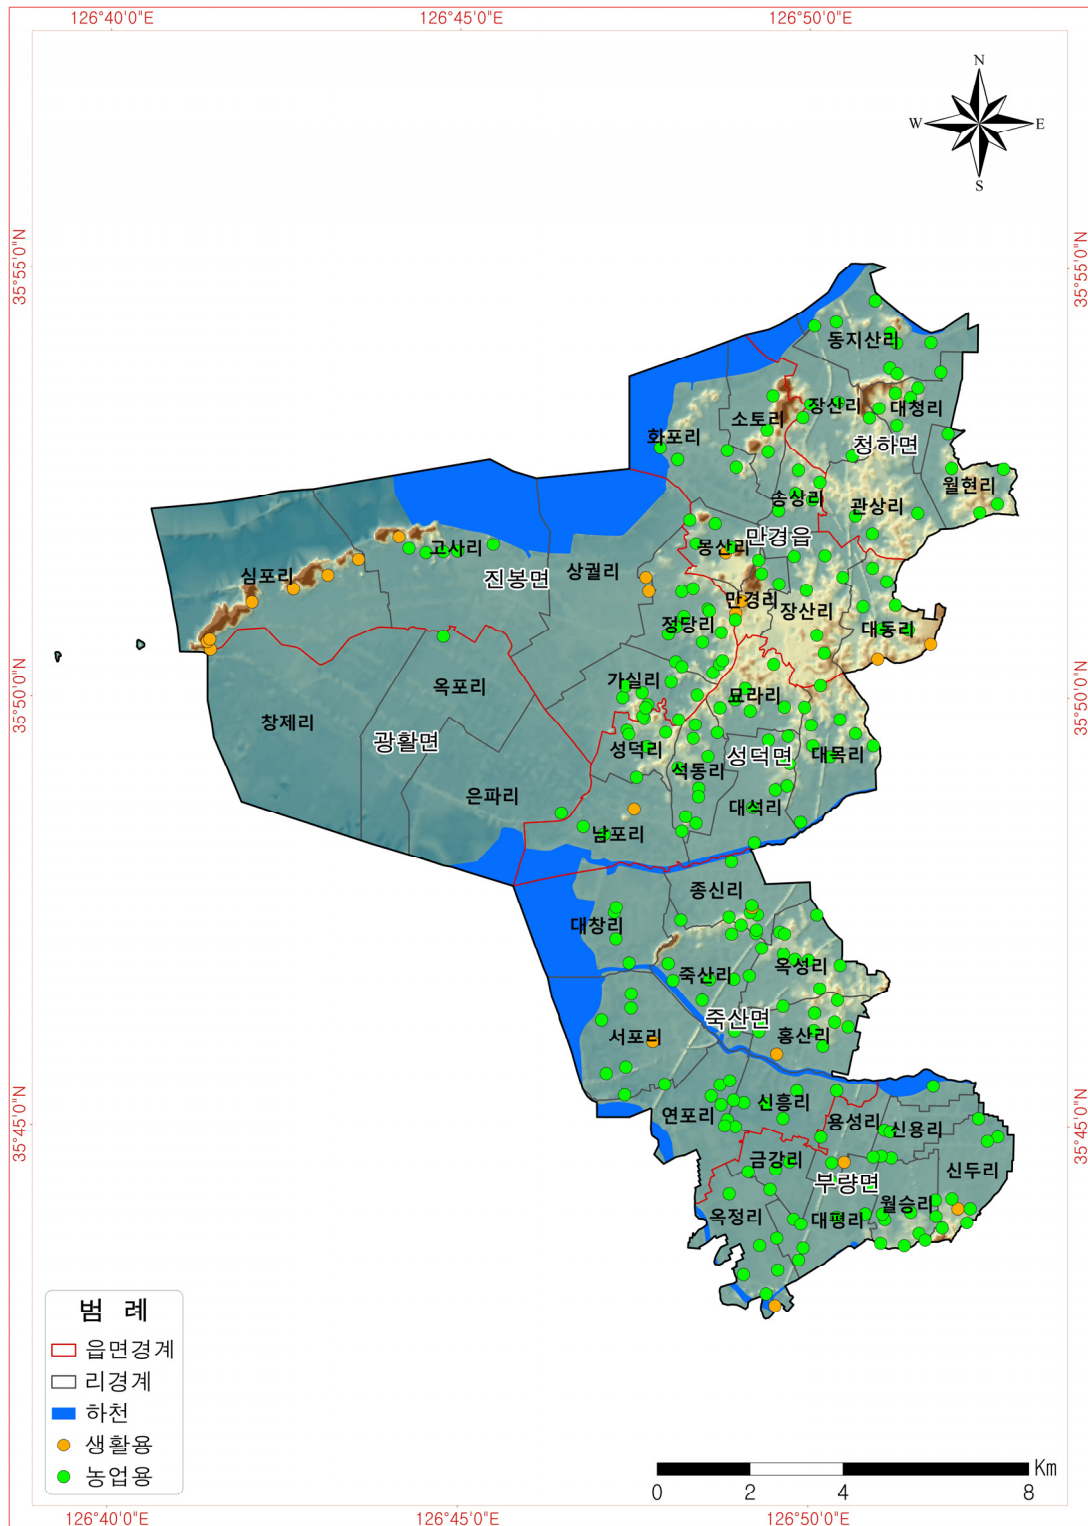 126°40'0"E
126°45'0"E
126°50'0"E
N
W
E
S
35°55'0"N
35°55'0"N
동지산리
장산리
대청리
소토리
화포리
청하면
월현리
송상리
관상리
만경읍
몽산리
고사리
상궐리
심포리
진봉면
만경리
장산리
정당리
대동리
가실리
옥포리
묘라리
35°50'0"N
35°50'0"N
창제리
광활면
성덕리
성덕면
대목리
석동리
은파리
대석리
남포리
종신리
대창리
옥성리
죽산리
죽산면
서포리
홍산리
신흥리
연포리
용성리
신용리
35°45'0"N
35°45'0"N
금강리
신두리
부량면
월승리
옥정리
대평리
범 례
읍면경계
리경계
하천
생활용
농업용
Km
0
2
4
8
126°40'0"E
126°45'0"E
126°50'0"E